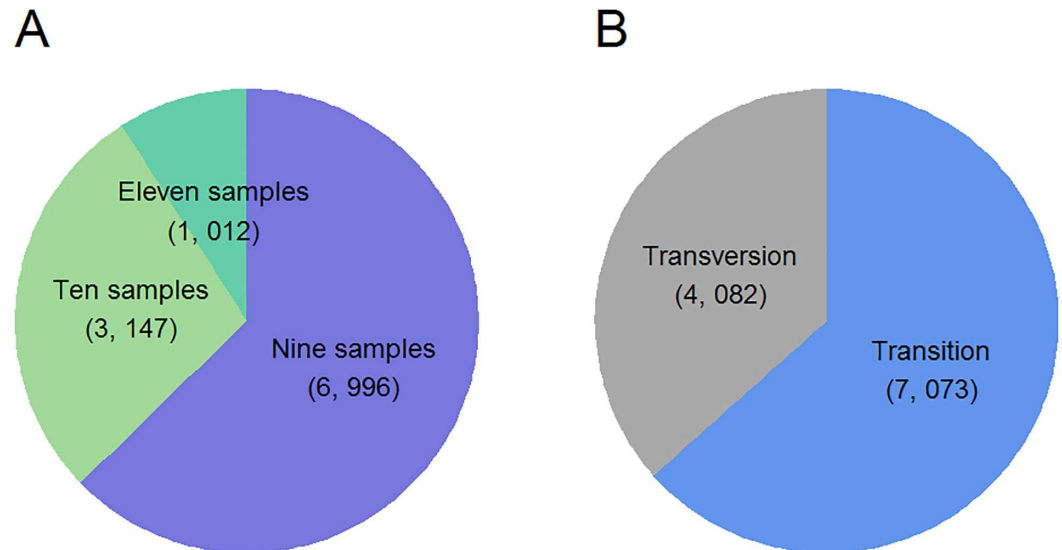 A
Eleven samples
(1, 012)
Ten samples
(3, 147)
Nine samples
(6, 996)
B
Transversion
(4, 082)
Transition
(7, 073)